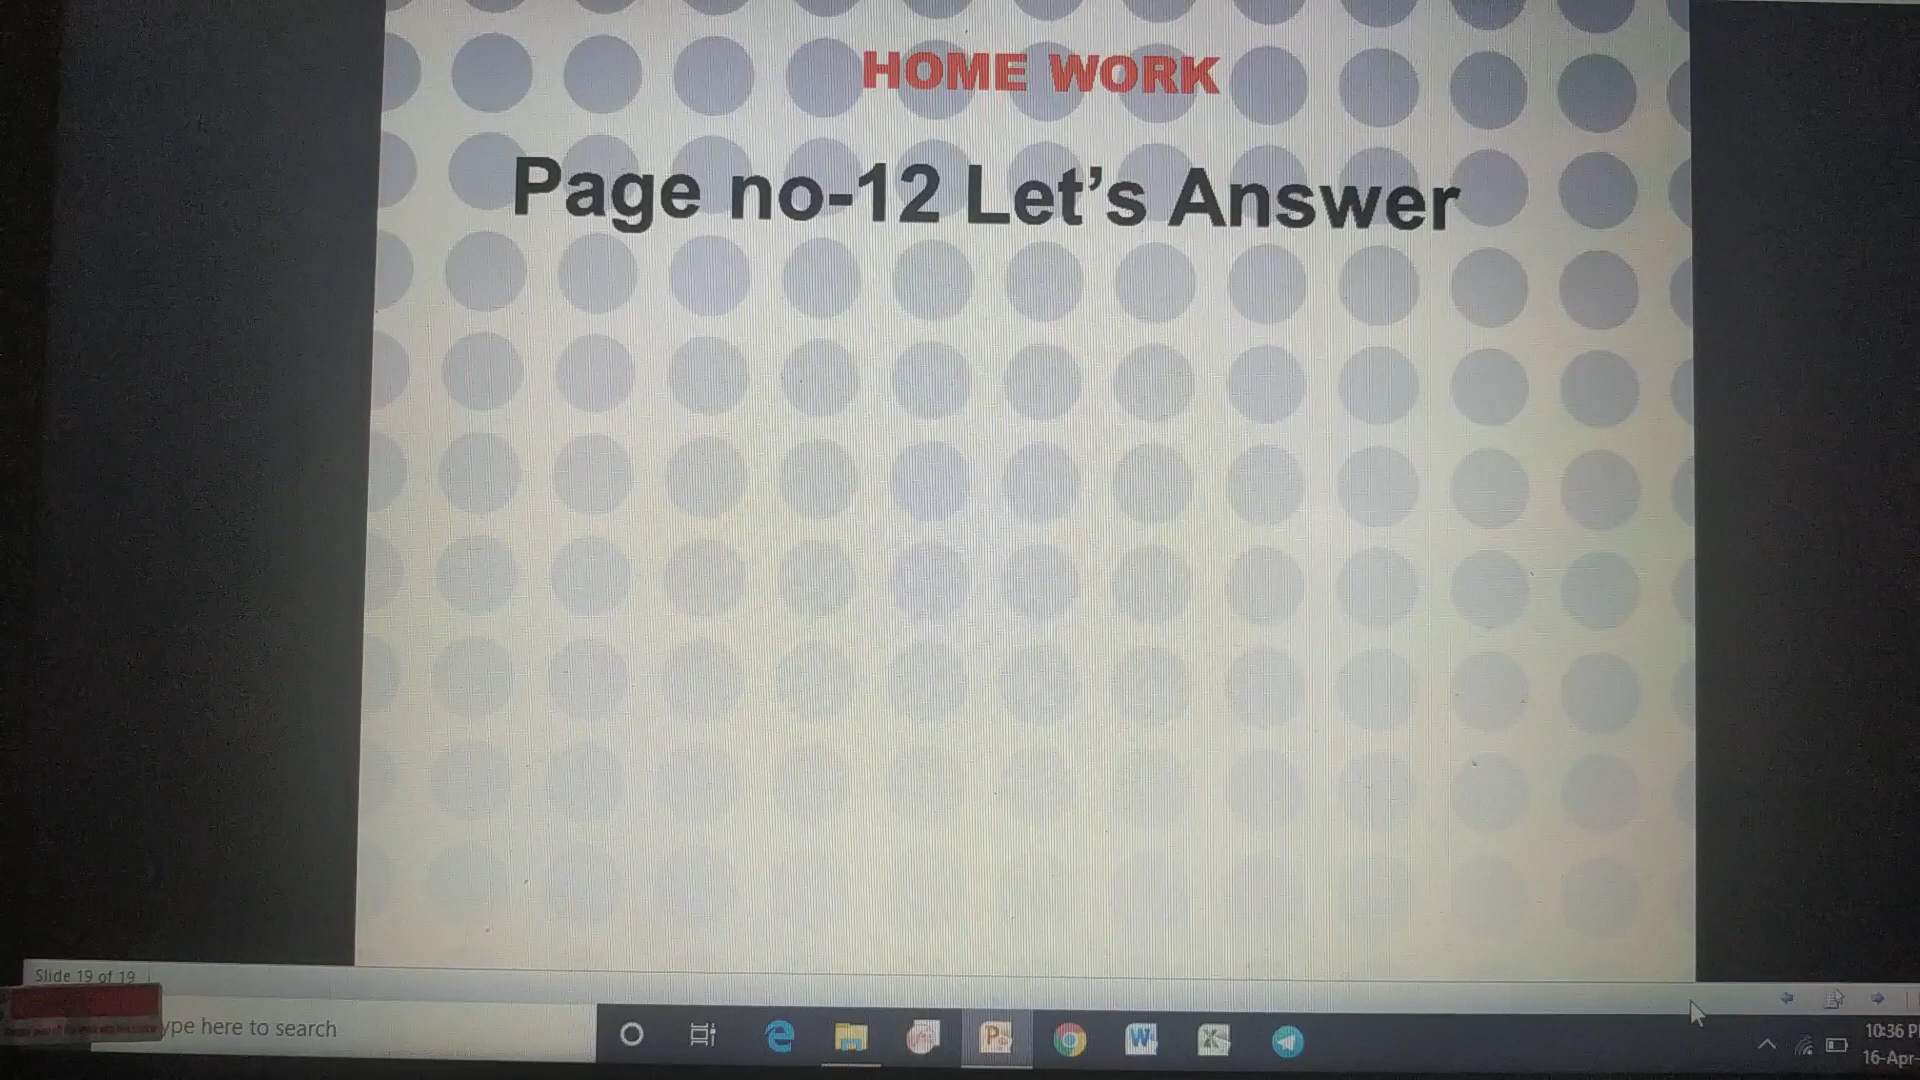 HOME WORK
Page no-12 Let's Answer
Slide 19 of 19
ype here to search
10:36 P
16-Apr-